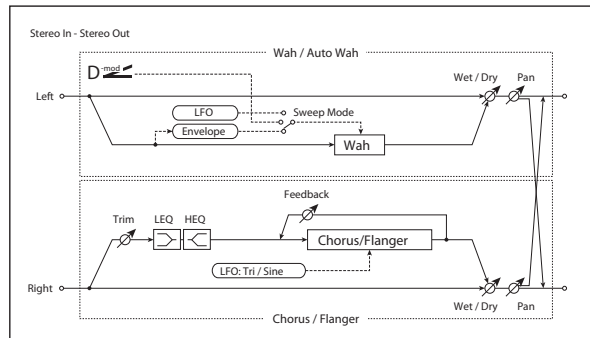 Stereo In - Stereo Out
Wah / Auto Wah
D-mod
Wet / Dry
Pan
Left
LFO
Sweep Mode
Envelope
Wah
Feedback
Trim
LEQ
HEQ
Chorus/Flanger
LFO: Tri / Sine
Right
Wet / Dry
Pan
Chorus / Flanger